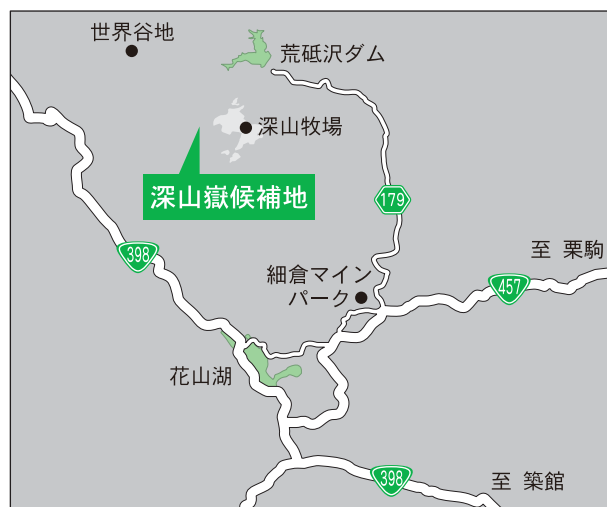 世界谷地
荒砥沢ダム
深山牧場
深山嶽候補地
179
398
至 栗駒
細倉マイン
パーク
457
花山湖
398
至 築館